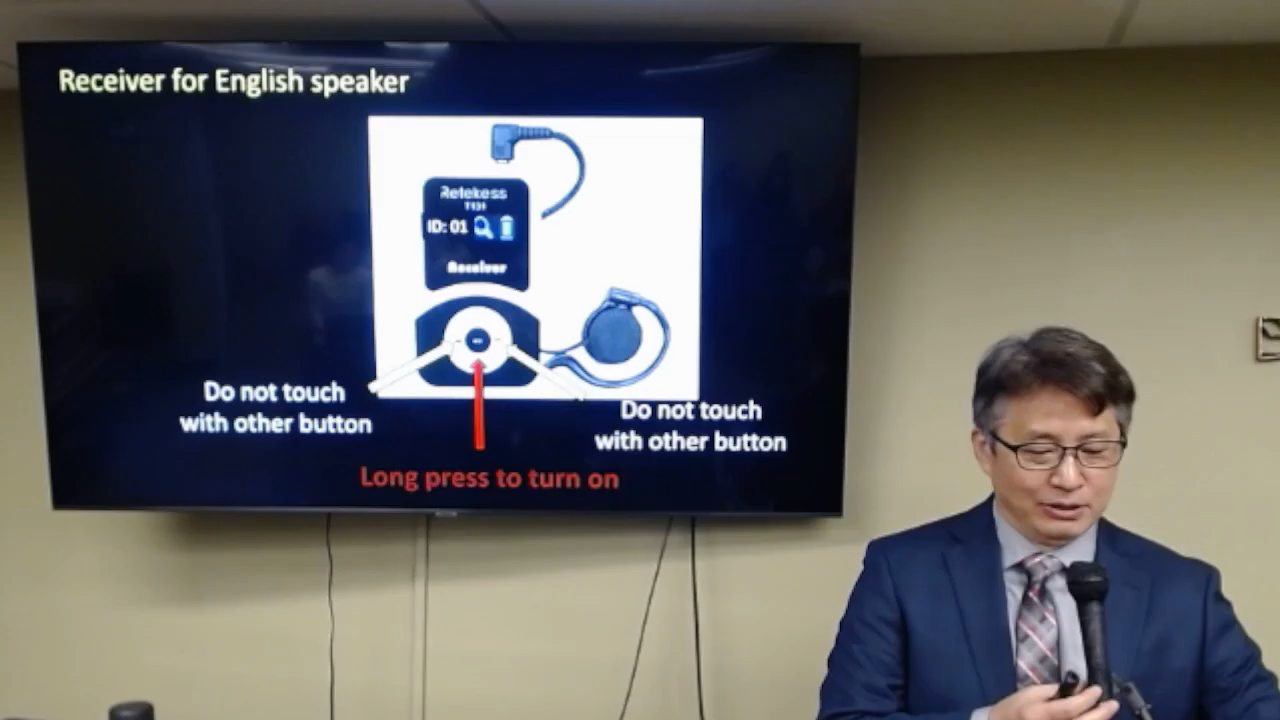 Receiver for English speaker
Retekess
T131
ID: 01
Receiver
Do not touch
with other button
Do not touch
with other button
Long press to turn on